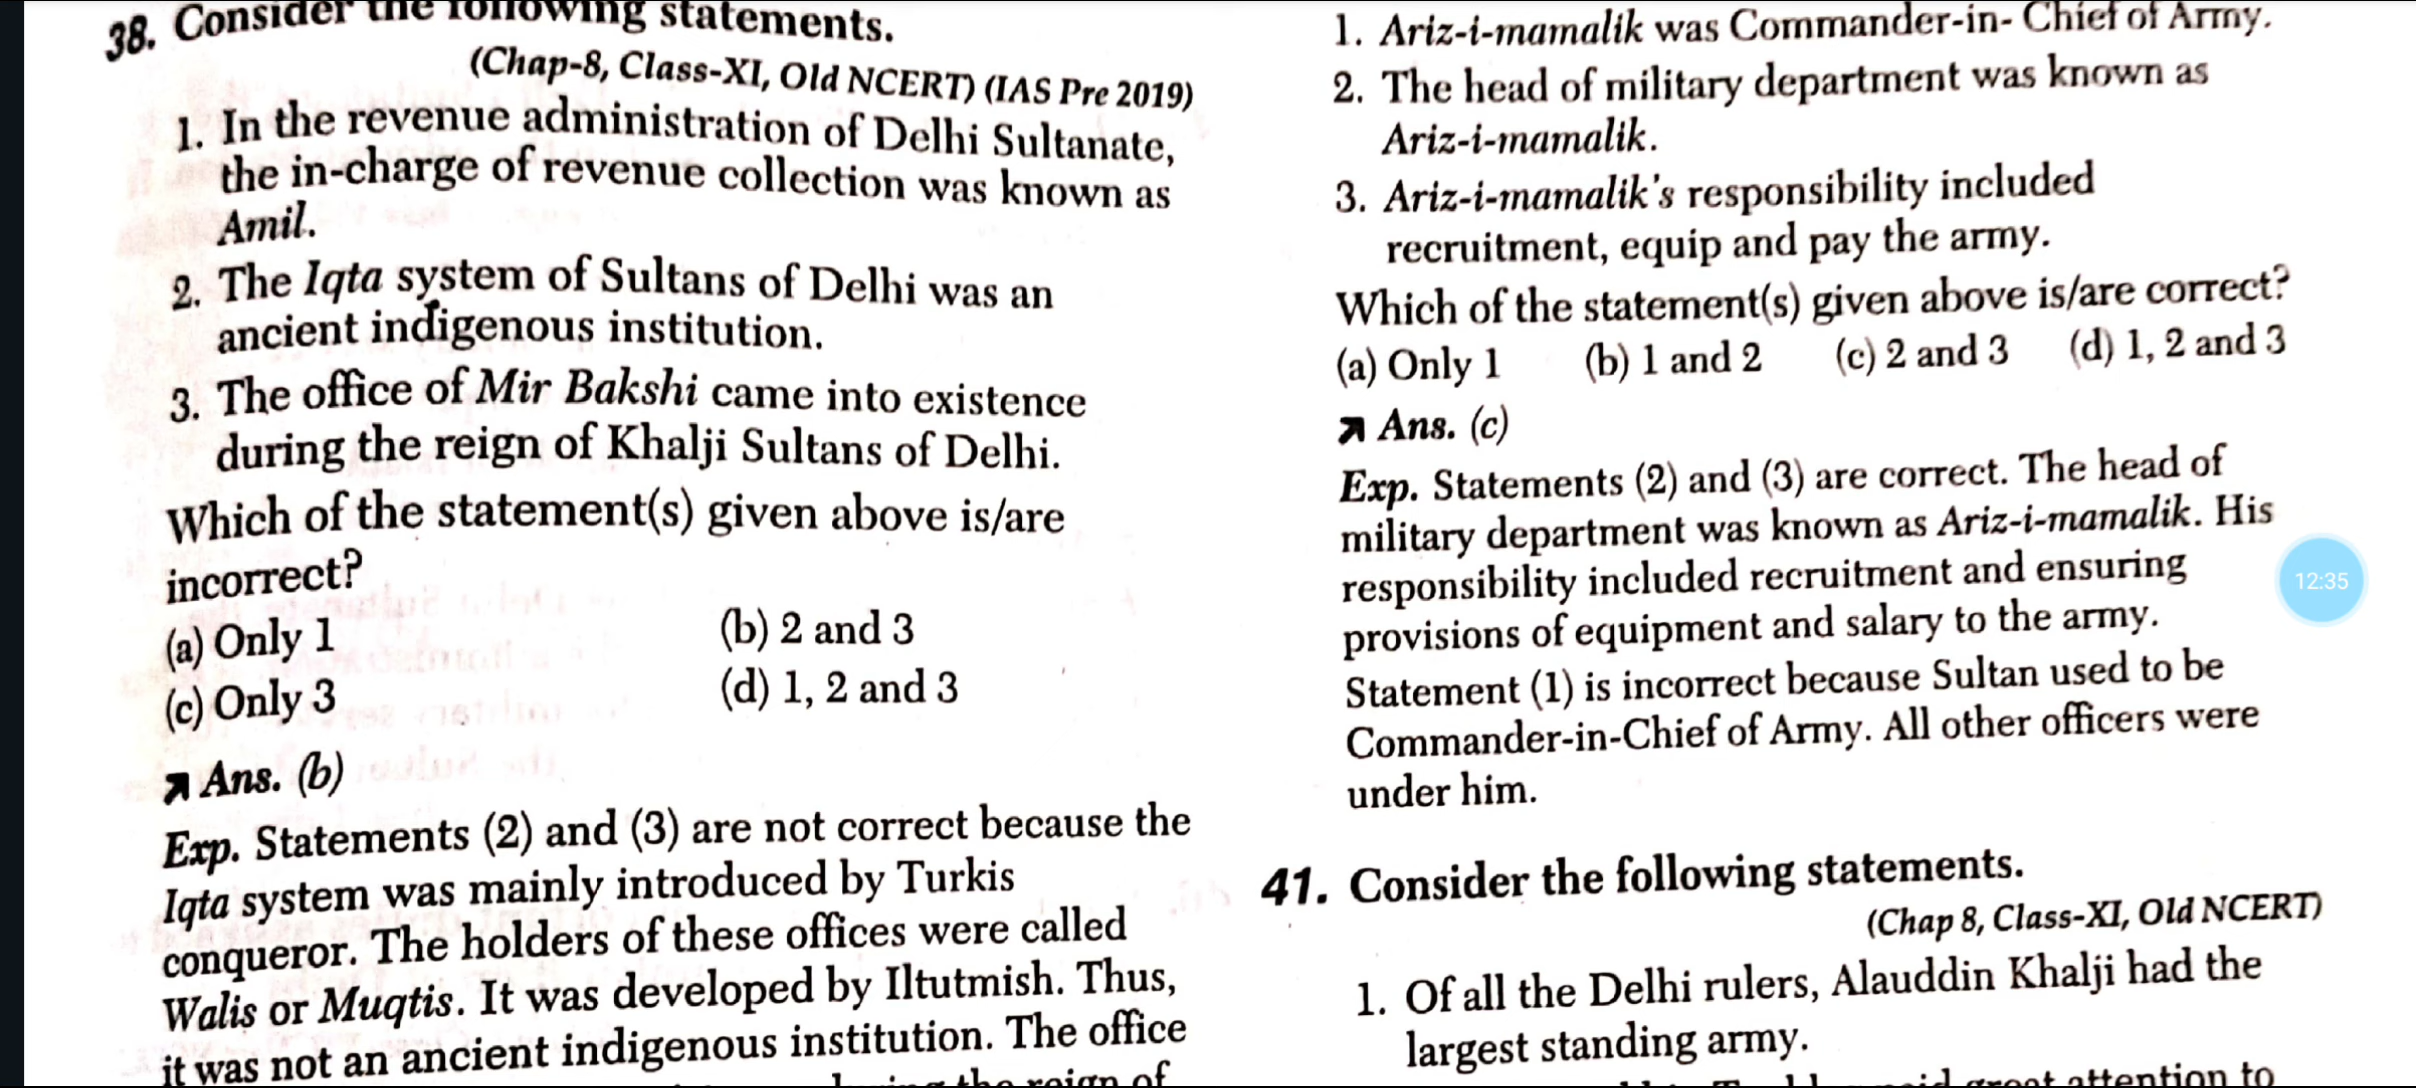 38. Consider the following statements.
(Chap-8, Class-XI, Old NCERT) (IAS Pre 2019)
1. In the revenue administration of Delhi Sultanate,
the in-charge of revenue collection was known as
Amil.
2. The Iqta system of Sultans of Delhi was an
ancient indigenous institution.
3. The office of Mir Bakshi came into existence
during the reign of Khalji Sultans of Delhi.
Which of the statement(s) given above is/are
incorrect?
(a) Only 1 (b) 2 and 3
(c) Only 3 (d) 1, 2 and 3
Ans. (b)
Exp. Statements (2) and (3) are not correct because the
Iqta system was mainly introduced by Turkis
conqueror. The holders of these offices were called
Walis or Muqtis. It was developed by Iltutmish. Thus,
it was not an ancient indigenous institution. The office
the reign of
1. Ariz-i-mamalik was Commander-in- Chief of Army.
2. The head of military department was known as
Ariz-i-mamalik.
3. Ariz-i-mamalik's responsibility included
recruitment, equip and pay the army.
Which of the statement(s) given above is/are correct?
(a) Only 1 (b) 1 and 2 (c) 2 and 3 (d) 1, 2 and 3
Ans. (c)
Exp. Statements (2) and (3) are correct. The head of
military department was known as Ariz-i-mamalik. His
responsibility included recruitment and ensuring
provisions of equipment and salary to the army.
Statement (1) is incorrect because Sultan used to be
Commander-in-Chief of Army. All other officers were
under him.
41. Consider the following statements.
(Chap 8, Class-XI, Old NCERT)
1. Of all the Delhi rulers, Alauddin Khalji had the
largest standing army.
great attention to
12:35